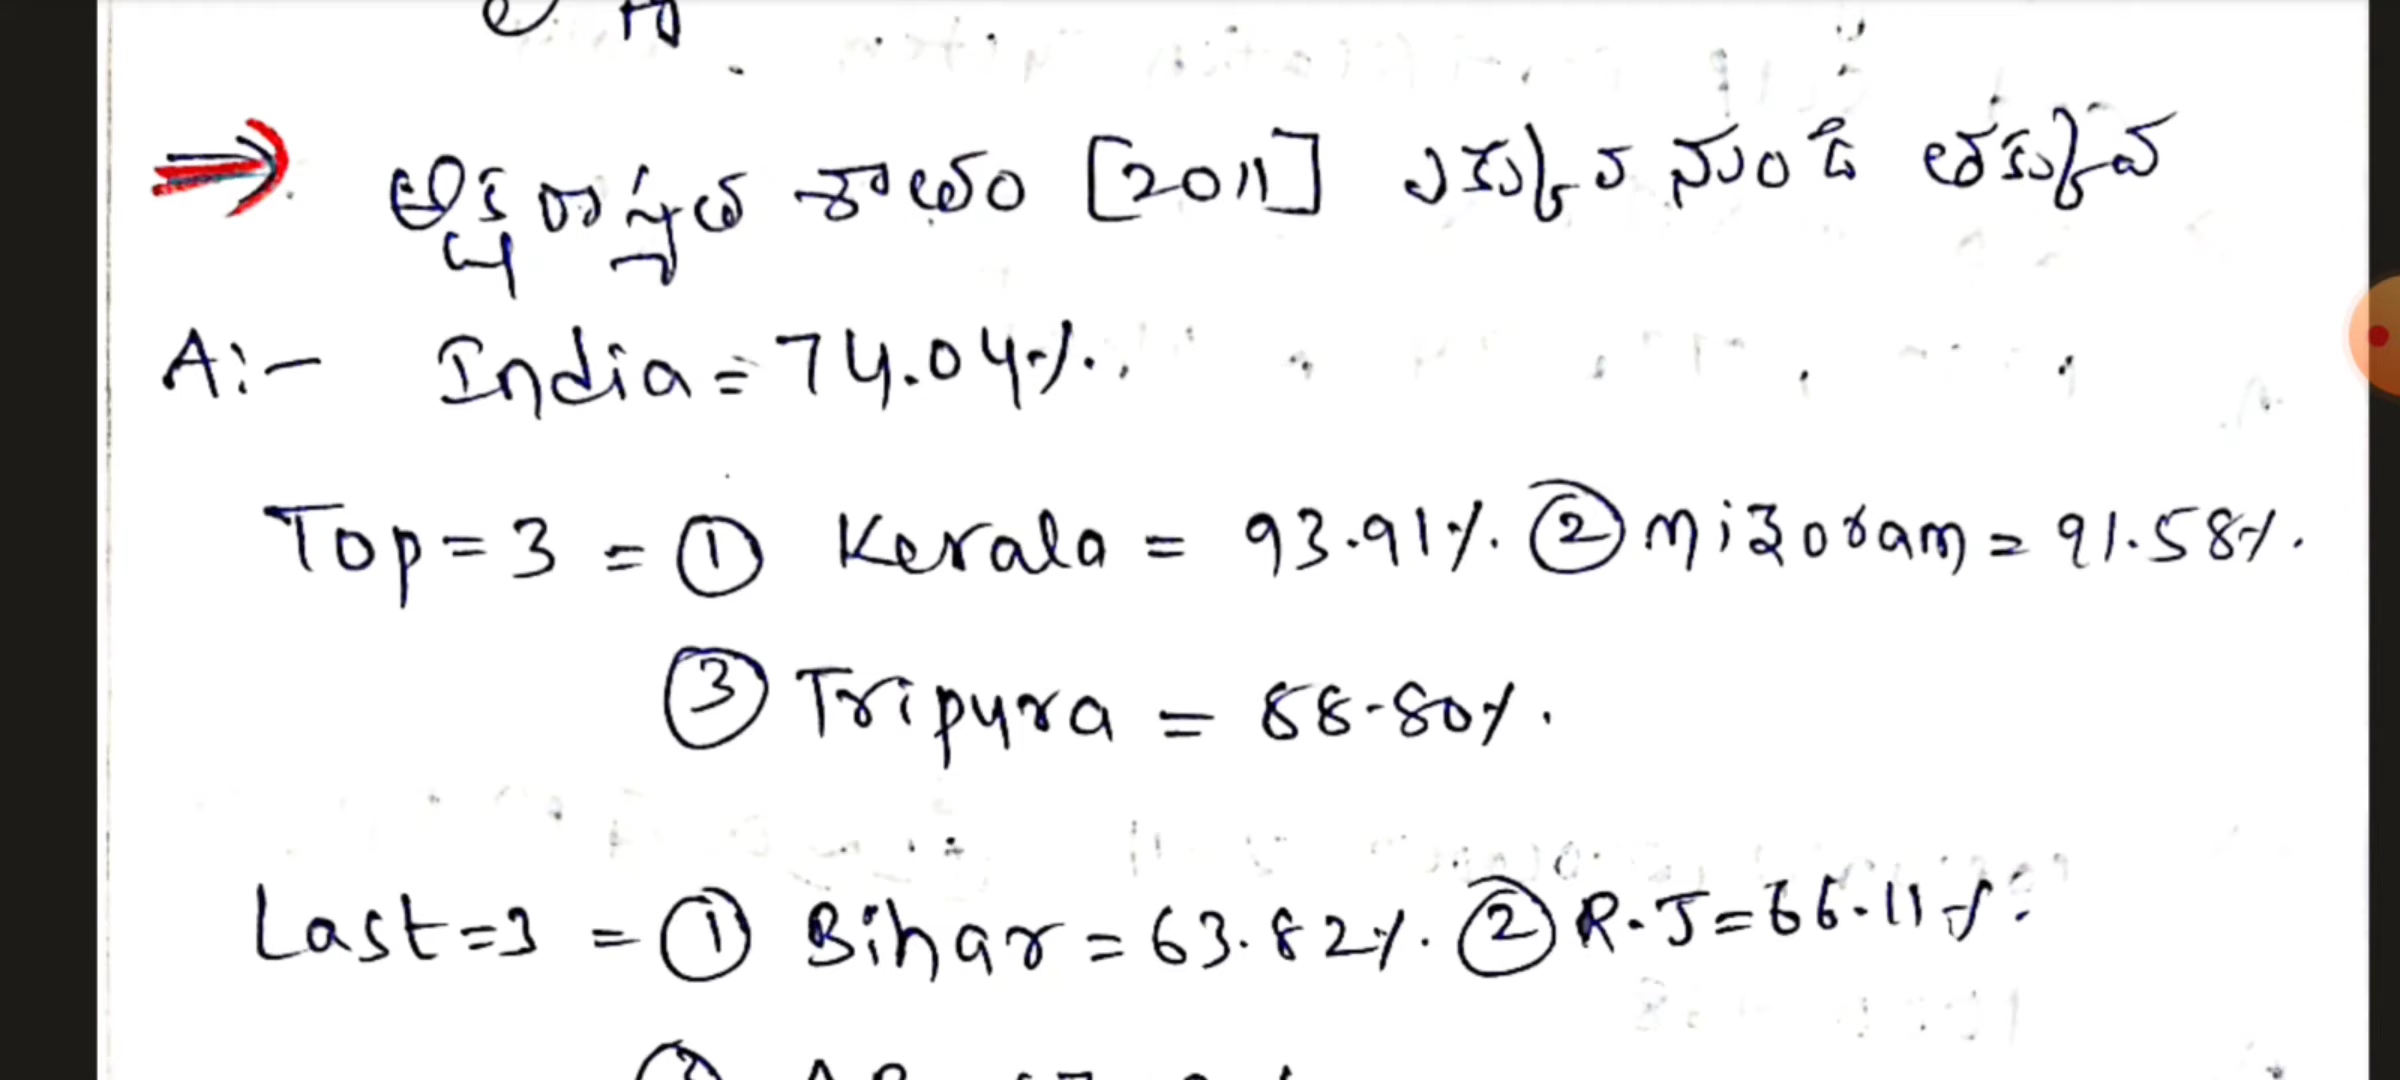 అక్షరాస్యత శాతం [2011] ఎక్కువ నుండి తక్కువ
A:- India = 74.04%.
Top = 3 = ① Kerala = 93.91%. ② Mizoram = 91.58%.
③ Tripura = 88.80%.
Last = 3 = ① Bihar = 63.82%. ② R.J = 66.11%.